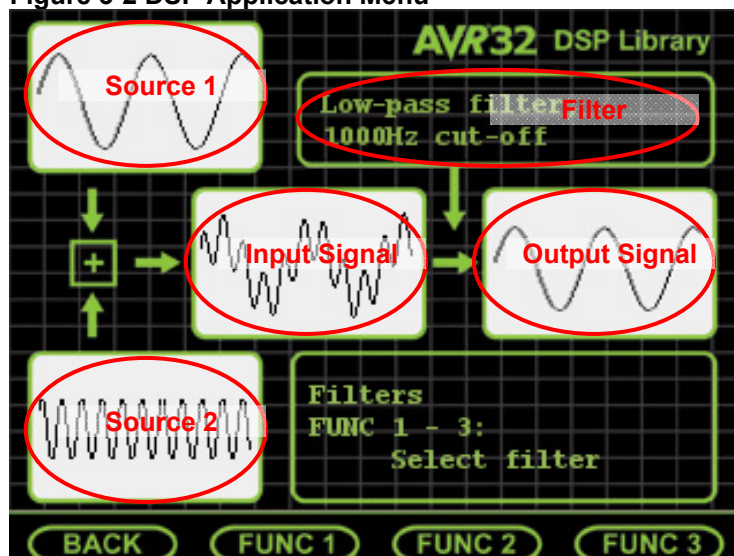 Figure 3-2 DSP Application Menu
AVR32 DSP Library
Source 1
Low-pass filter
Filter
1000Hz cut-off
+
Input Signal
Output Signal
Source 2
Filters
FUNC 1 - 3:
Select filter
BACK
FUNC 1
FUNC 2
FUNC 3